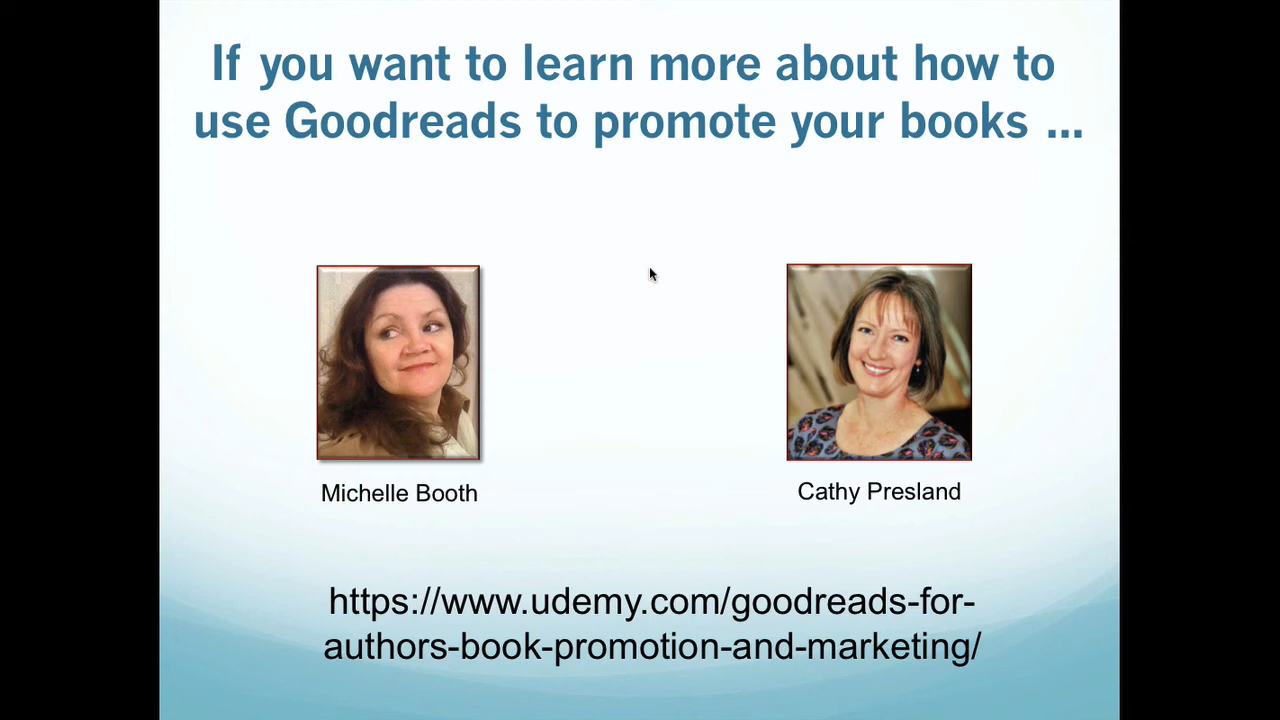 If you want to learn more about how to
use Goodreads to promote your books ...
Michelle Booth
Cathy Presland
https://www.udemy.com/goodreads-for-
authors-book-promotion-and-marketing/